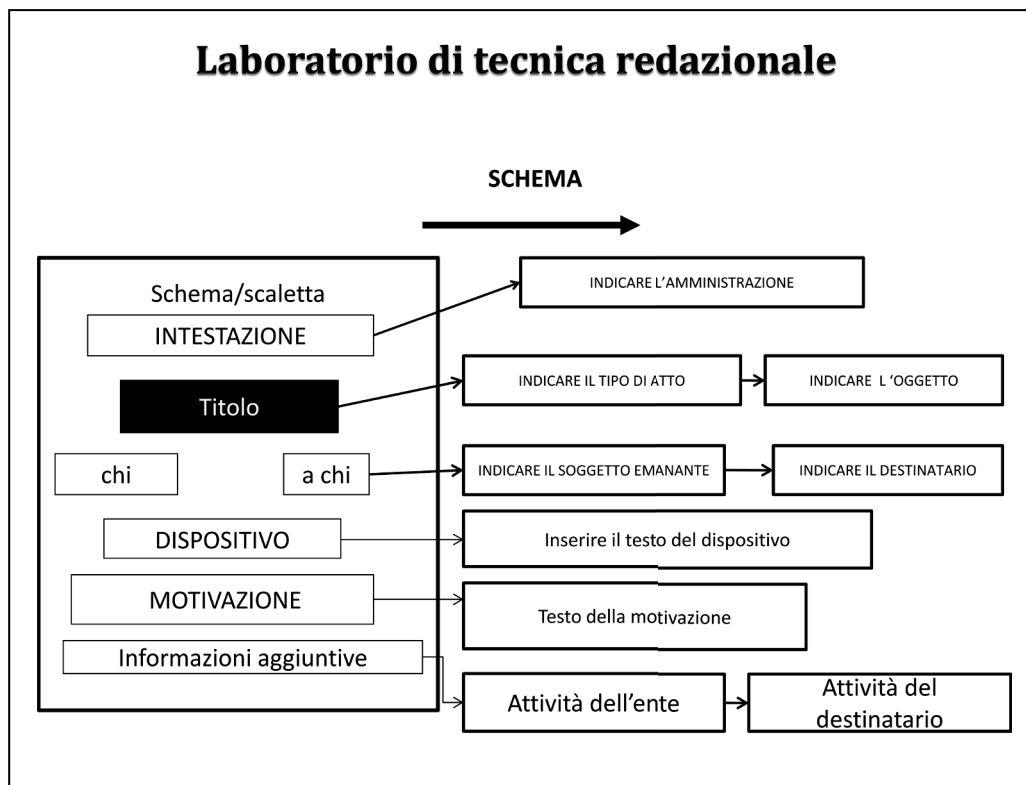 Laboratorio di tecnica redazionale
SCHEMA
Schema/scaletta
INTESTAZIONE
INDICARE L'AMMINISTRAZIONE
Titolo
INDICARE IL TIPO DI ATTO
INDICARE L 'OGGETTO
chi
a chi
INDICARE IL SOGGETTO EMANANTE
INDICARE IL DESTINATARIO
DISPOSITIVO
Inserire il testo del dispositivo
MOTIVAZIONE
Testo della motivazione
Informazioni aggiuntive
Attività dell'ente
Attività del
destinatario